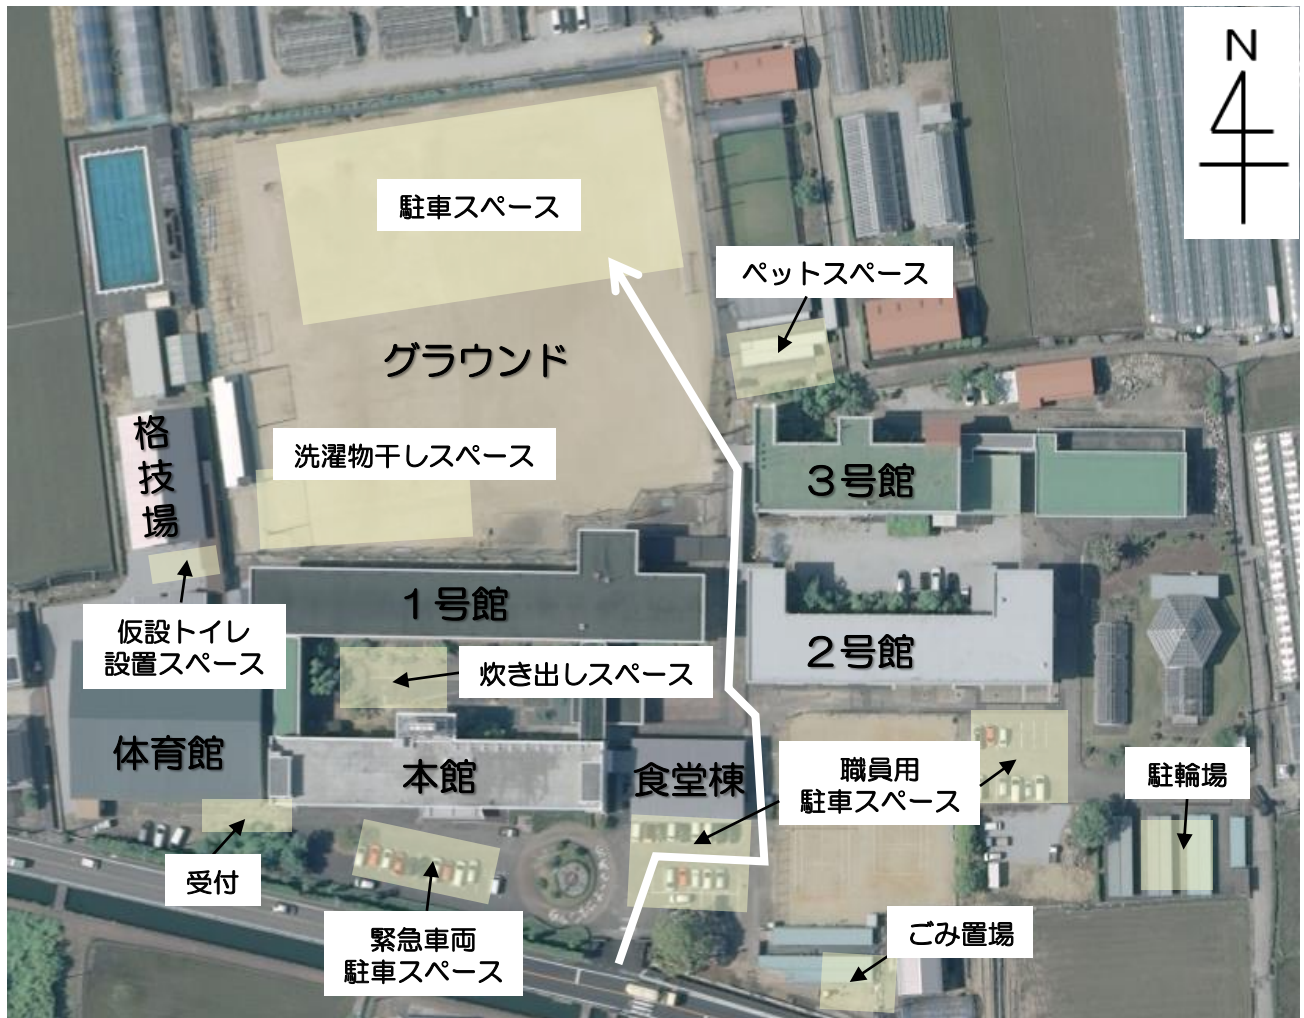 N
駐車スペース
ペットスペース
グラウンド
格技場
洗濯物干しスペース
3号館
1号館
仮設トイレ
設置スペース
炊き出しスペース
2号館
体育館
本館
食堂棟
職員用
駐車スペース
駐輪場
受付
緊急車両
駐車スペース
ごみ置場